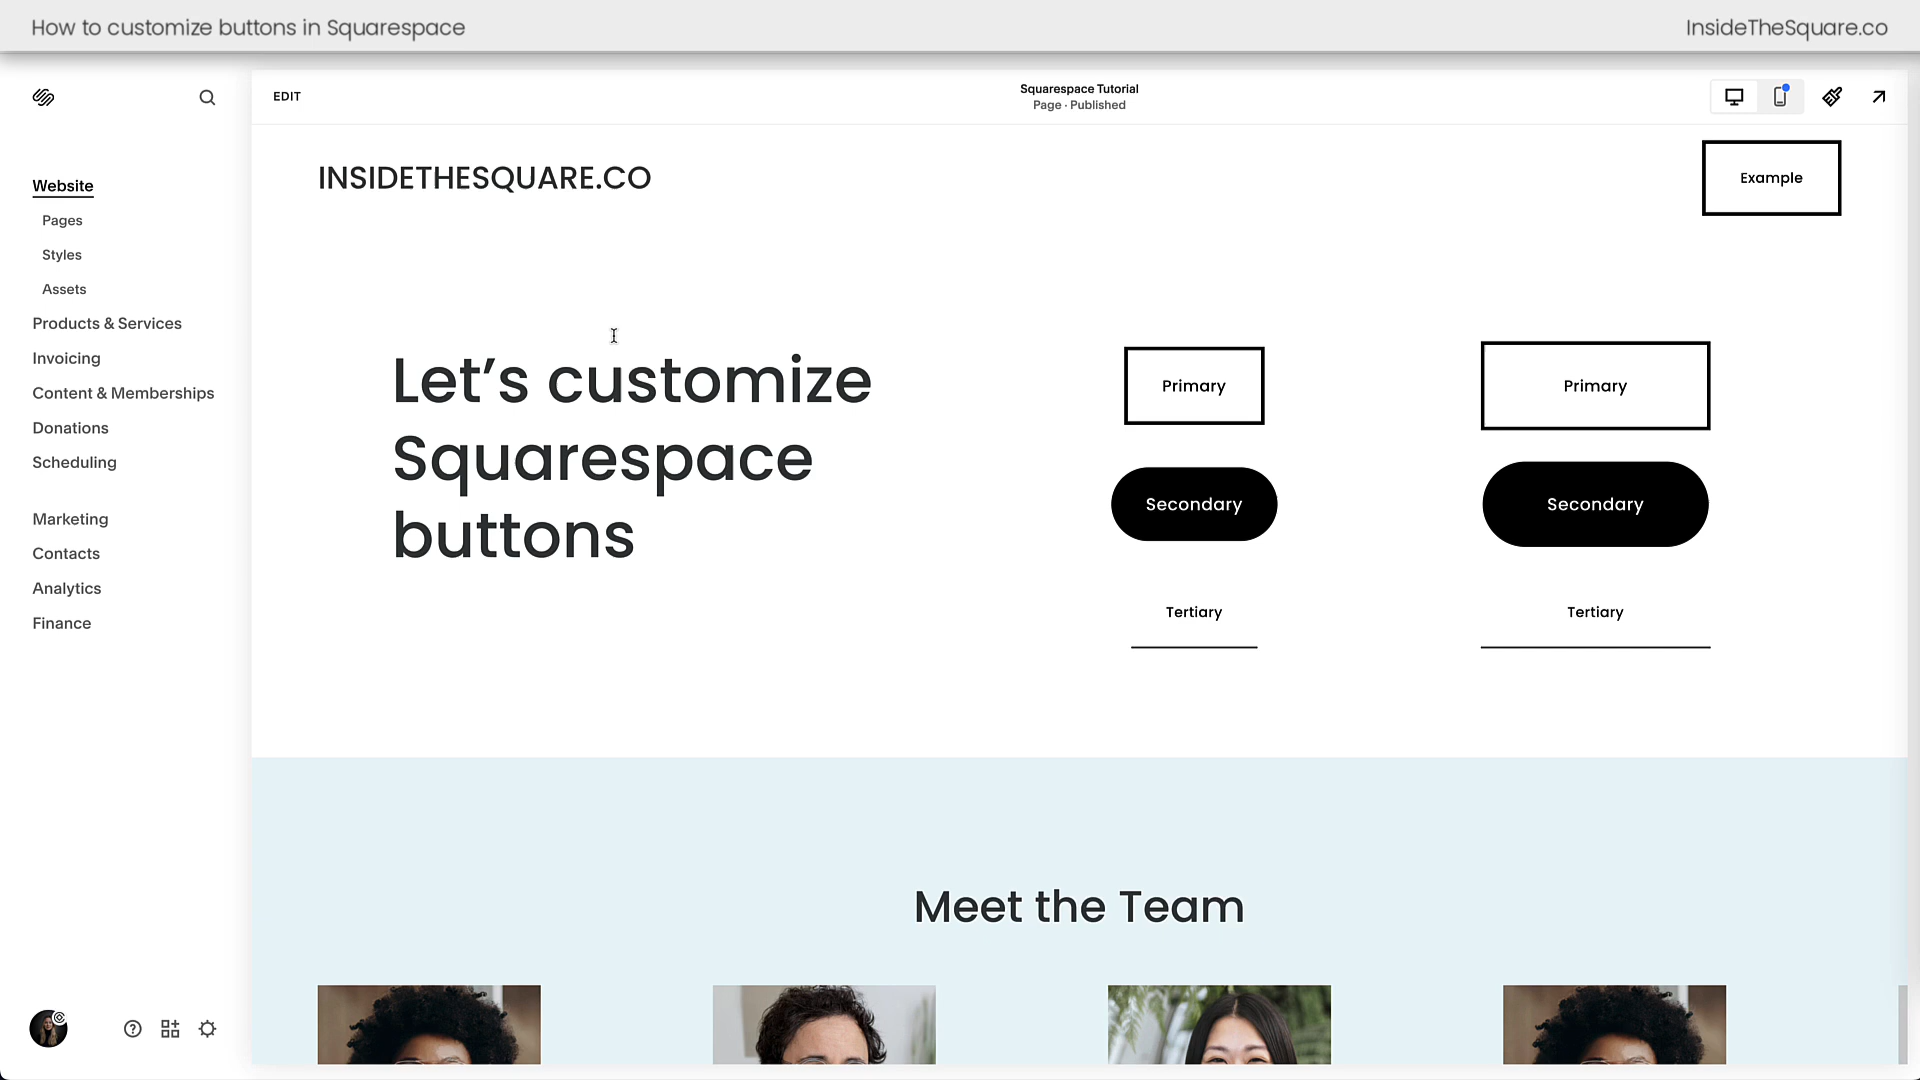 How to customize buttons in Squarespace
InsideTheSquare.co
EDIT
Squarespace Tutorial
Page · Published
Website
Pages
Styles
Assets
Products & Services
Invoicing
Content & Memberships
Donations
Scheduling
Marketing
Contacts
Analytics
Finance
INSIDETHESQUARE.CO
Example
Let’s customize
Squarespace
buttons
Primary
Primary
Secondary
Secondary
Tertiary
Tertiary
Meet the Team